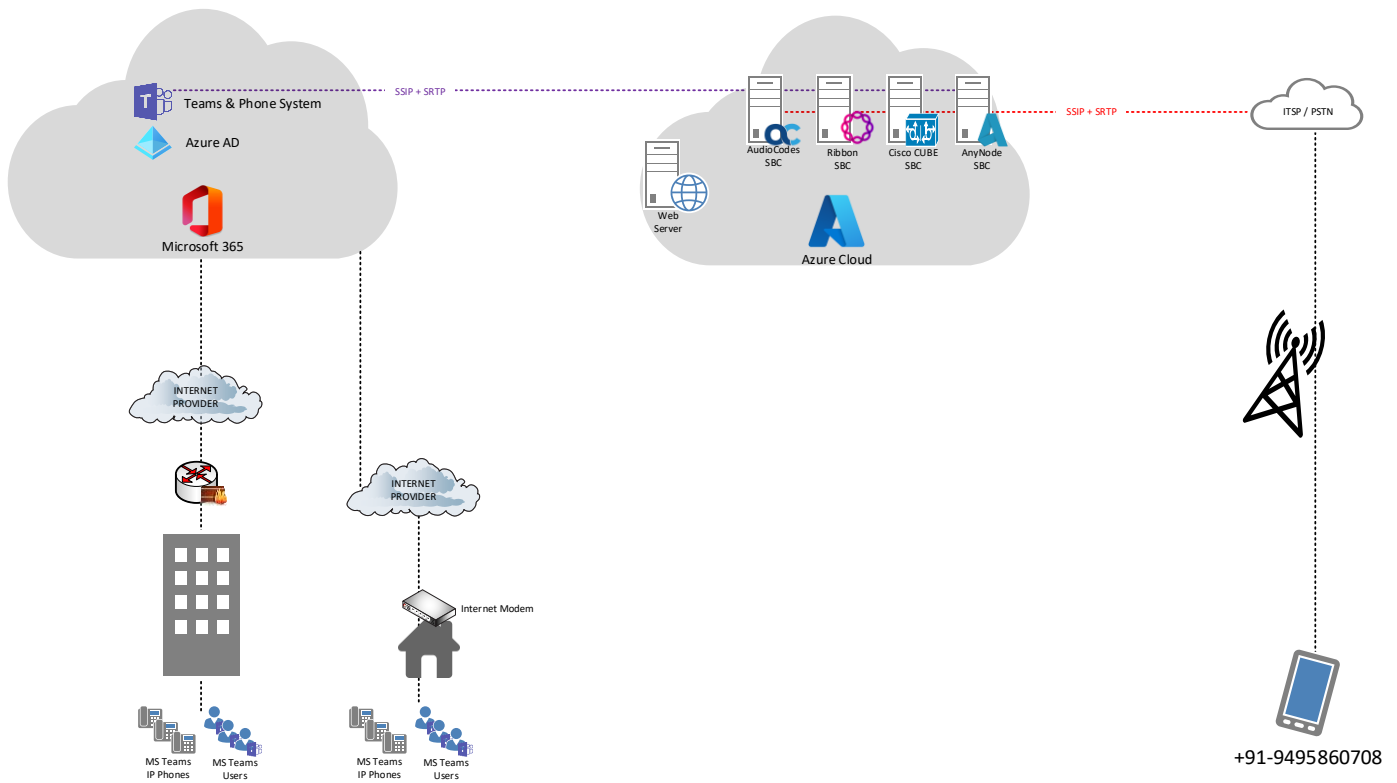 T
Teams & Phone System
Azure AD
Microsoft 365
SSIP + SRTP
AudioCodes
SBC
Ribbon
SBC
Cisco CUBE
SBC
AnyNode
SBC
Web
Server
Azure Cloud
SSIP + SRTP
ITSP / PSTN
INTERNET
PROVIDER
INTERNET
PROVIDER
Internet Modem
MS Teams
IP Phones
MS Teams
Users
MS Teams
IP Phones
MS Teams
Users
+91-9495860708